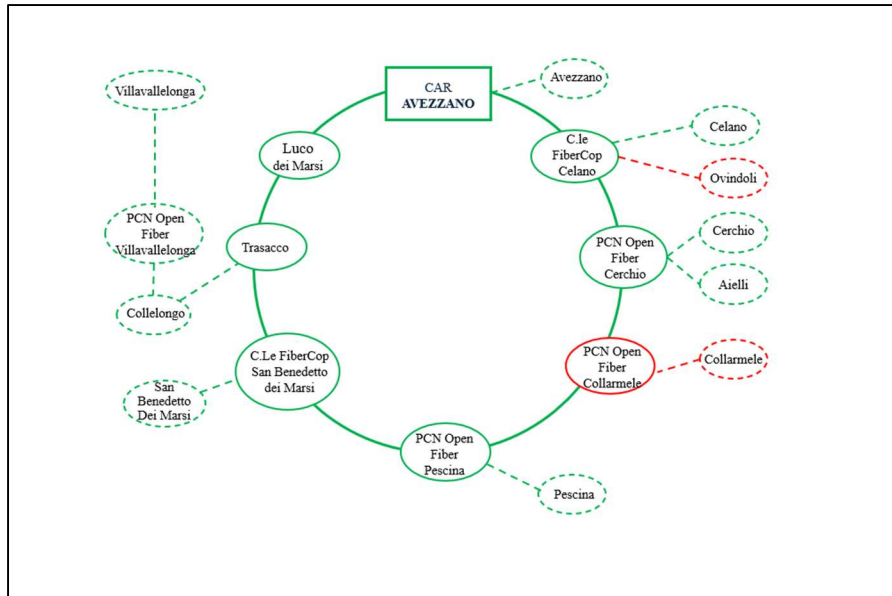 CAR
AVEZZANO
Avezzano
Villavallelonga
Celano
C.le
FiberCop
Celano
Luco
dei Marsi
Ovindoli
PCN Open
Fiber
Villavallelonga
Cerchio
Trasacco
PCN Open
Fiber
Cerchio
Aielli
Collelongo
PCN Open
Fiber
Collarmele
Collarmele
C.Le FiberCop
San Benedetto
dei Marsi
San
Benedetto
Dei Marsi
PCN Open
Fiber
Pescina
Pescina